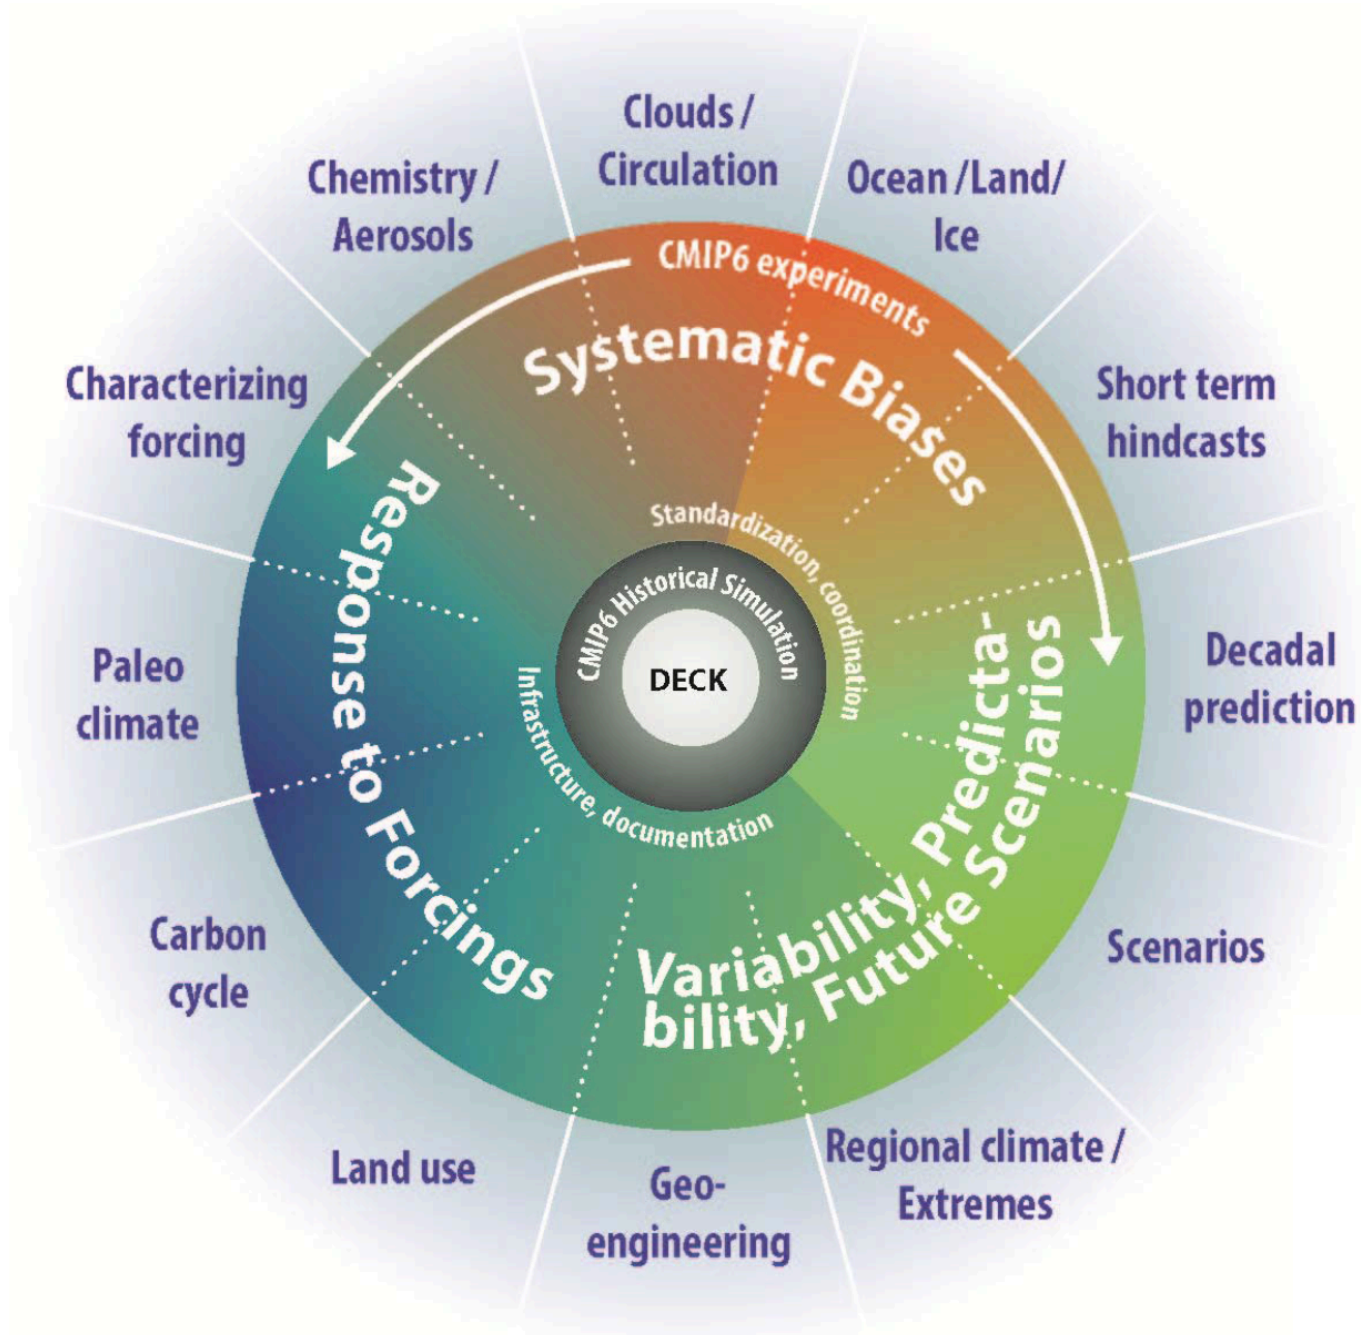 Clouds /
Circulation
Ocean /Land/
Ice
Short term
hindcasts
Decadal
prediction
Scenarios
Regional climate /
Extremes
Geo-
engineering
Land use
Carbon
cycle
Paleo
climate
Characterizing
forcing
Chemistry /
Aerosols
CMIP6 experiments
Systematic Biases
Variability, Predicta-
bility, Future Scenarios
Response to Forcings
Standardization, coordination
Infrastructure, documentation
CMIP6 Historical Simulation
DECK